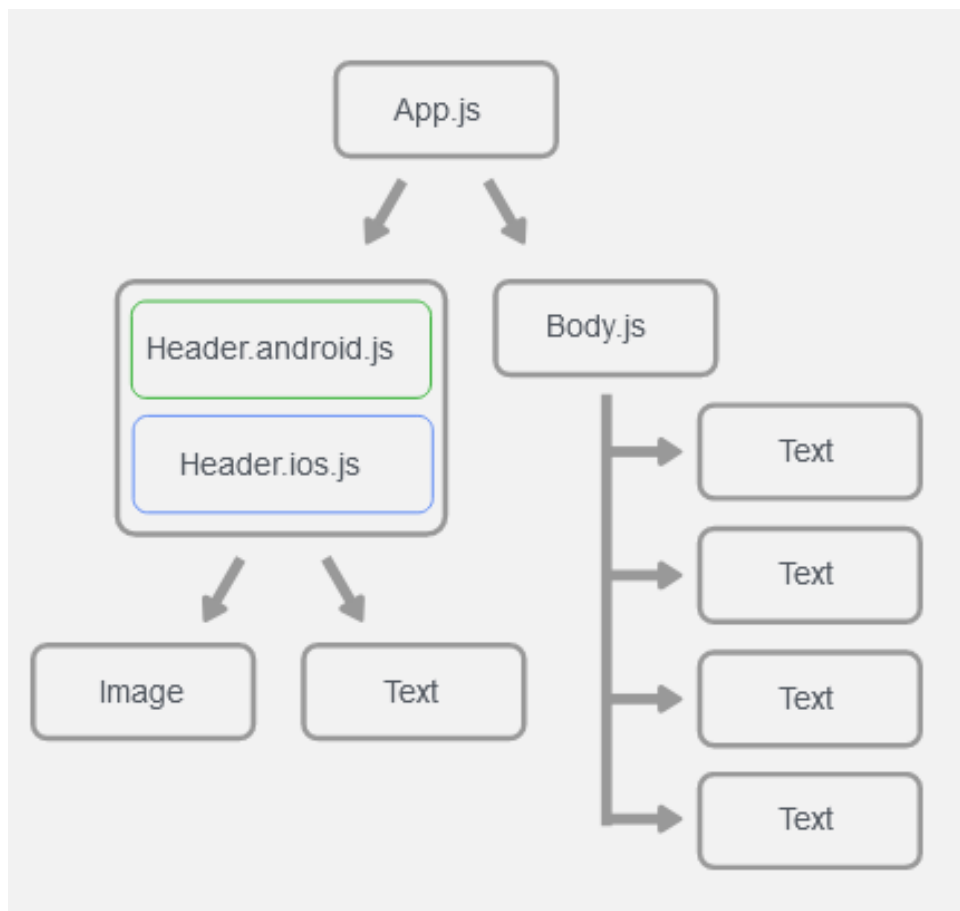 App.js
Header.android.js
Header.ios.js
Image
Text
Body.js
Text
Text
Text
Text